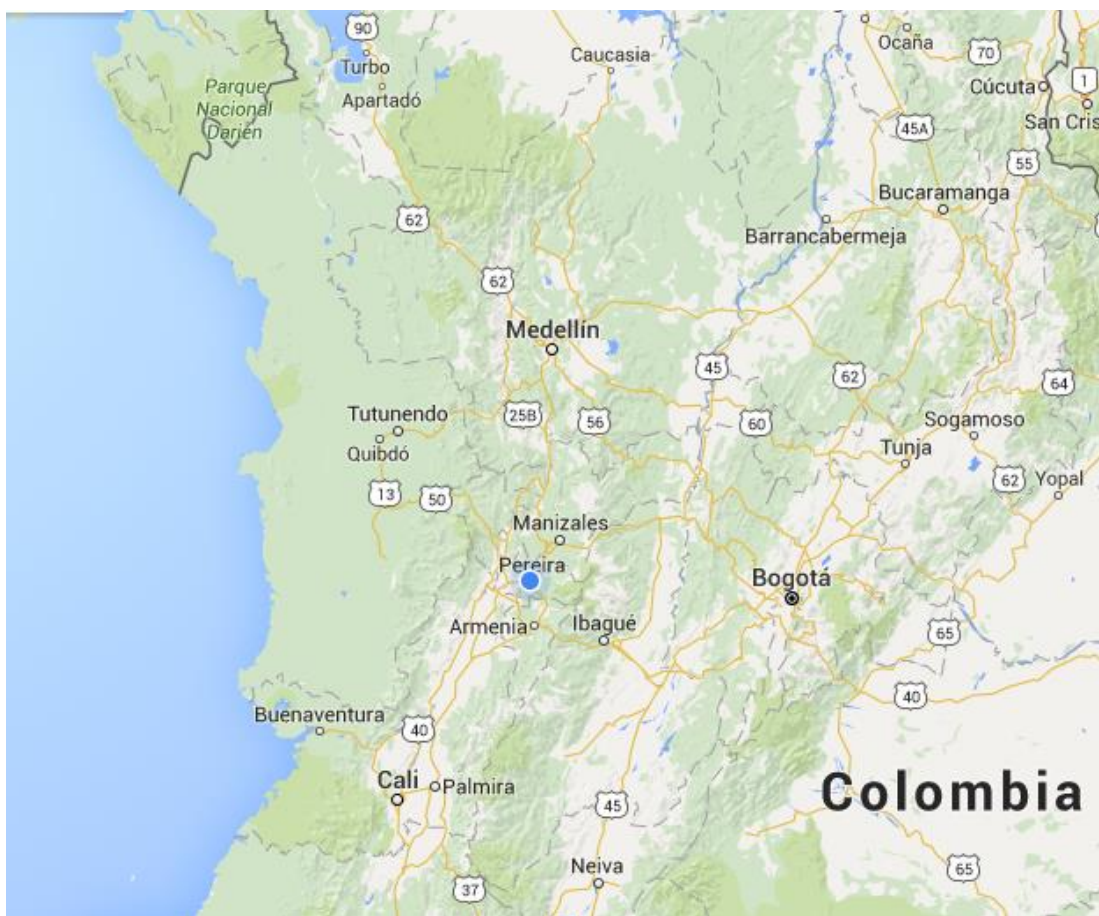 90
Caucasia
Ocaña
70
Turbo
Cúcuta
1
Parque
Nacional
Darién
Apartadó
San Cris
45A
55
Bucaramanga
62
Barrancabermeja
62
Medellín
45
62
64
Tutunendo
25B
56
60
Sogamoso
Quibdó
Tunja
13
50
62
Yopal
Manizales
Pereira
Bogotá
Armenia
Ibagué
65
40
Buenaventura
40
Cali
Palmira
Colombia
45
Neiva
65
37